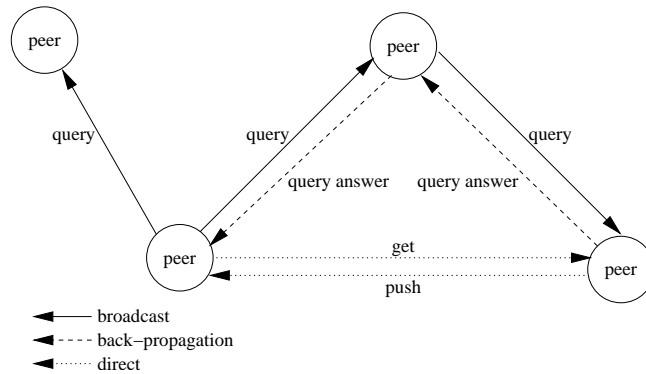 peer
peer
query
query
query
query answer
query answer
peer
get
peer
push
broadcast
back−propagation
direct